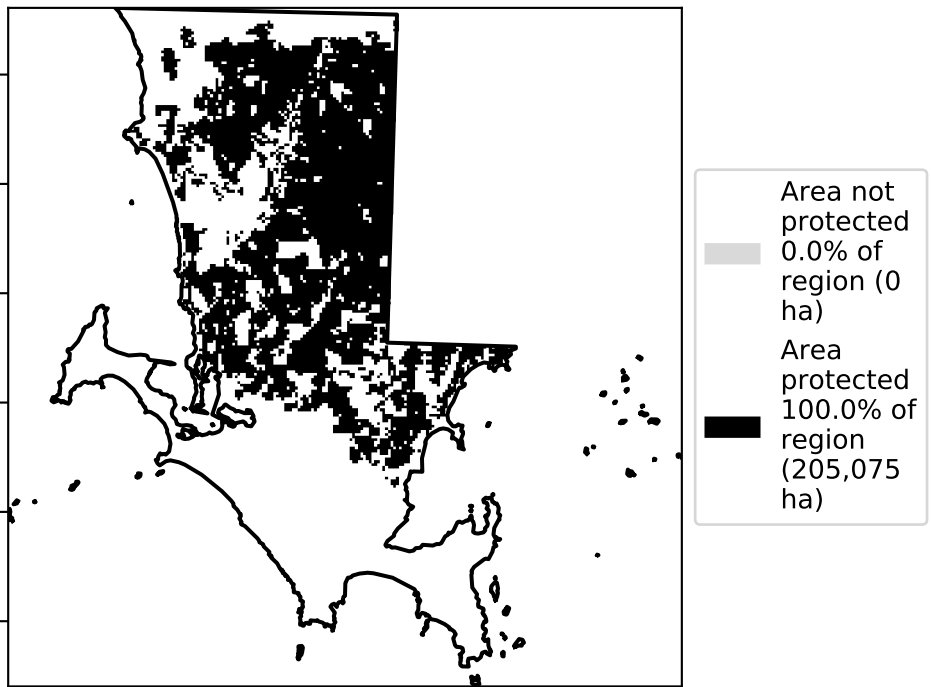 Area not
protected
0.0% of
region (0
ha)
Area
protected
100.0% of
region
(205,075
ha)